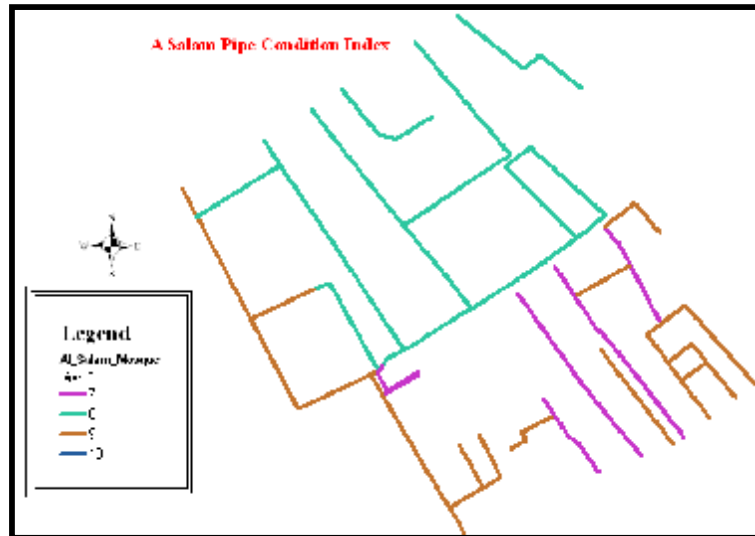 A Salam Pipe Condition Index
N
W E
S
Legend
Al_Salam_Mosque
7
8
9
10